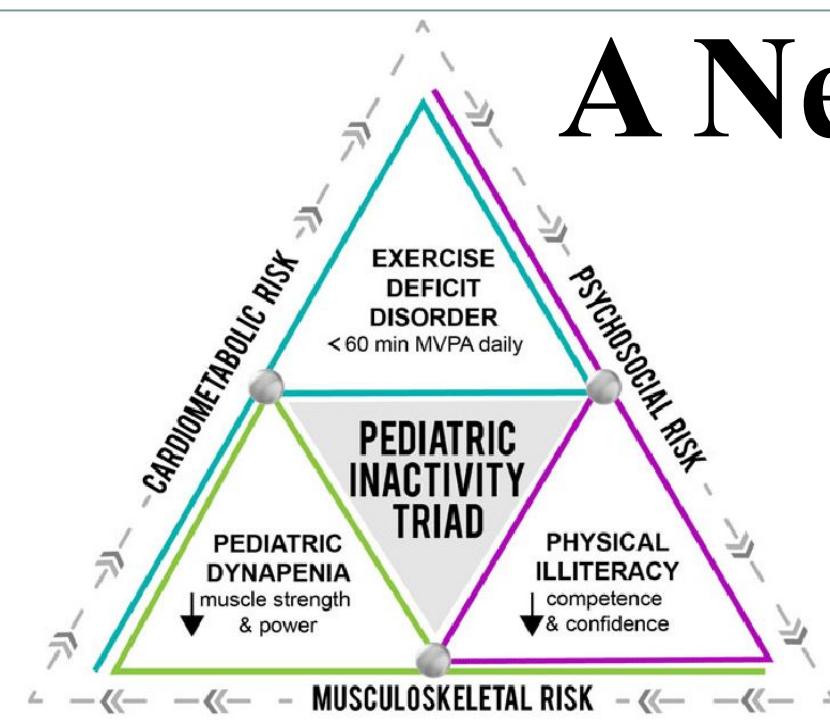 A Ne
EXERCISE
DEFICIT
DISORDER
< 60 min MVPA daily
CARDIOMETABOLIC RISK
PSYCHOSOCIAL RISK
PEDIATRIC
INACTIVITY
TRIAD
PEDIATRIC
DYNAPENIA
muscle strength
& power
PHYSICAL
ILLITERACY
competence
& confidence
MUSCULOSKELETAL RISK